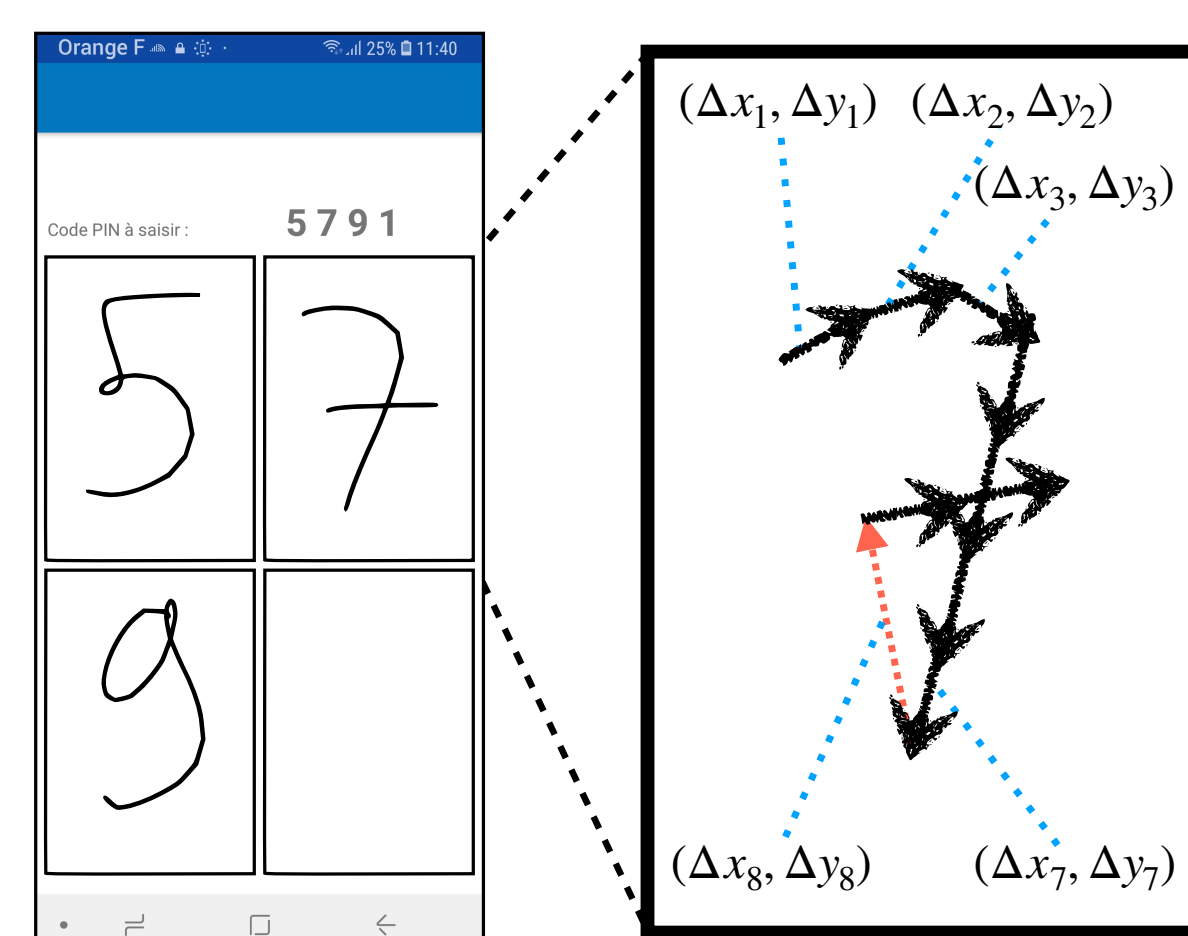 Orange F 25% 11:40
Code PIN à saisir : 5 7 9 1
5 7
9
(Δx₁, Δy₁) (Δx₂, Δy₂)
(Δx₃, Δy₃)
(Δx₈, Δy₈) (Δx₇, Δy₇)